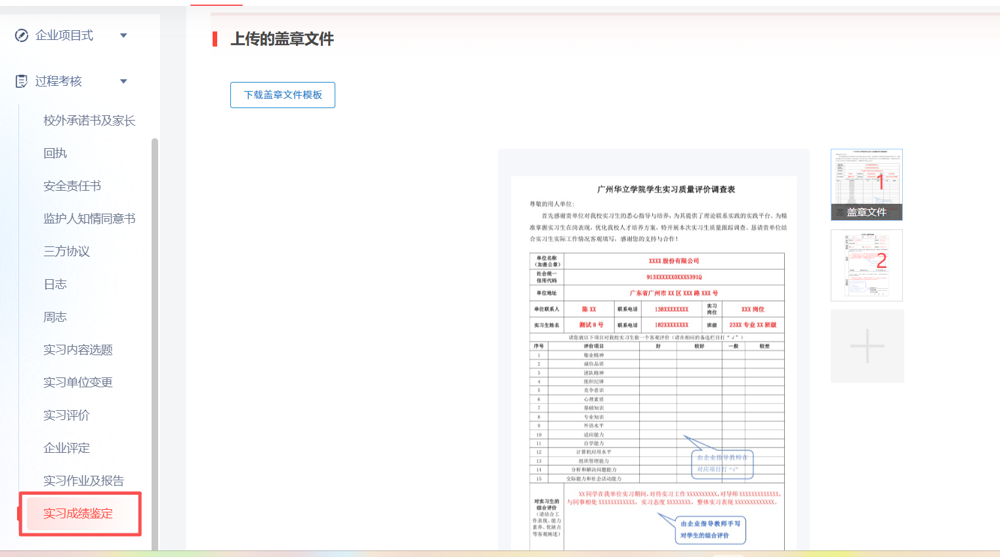 企业项目式
过程考核
校外承诺书及家长
回执
安全责任书
监护人知情同意书
三方协议
日志
周志
实习内容选题
实习单位变更
实习评价
企业评定
实习作业及报告
实习成绩鉴定
上传的盖章文件
下载盖章文件模板
广州华立学院学生实习质量评价调查表
尊敬的用人单位：
首先感谢贵单位对我校实习生的悉心指导与培养，为其提供了理论联系实践的实践平台。为精
准掌握实习生在岗表现，优化我校人才培养方案，特开展本次实习生质量跟踪调查。恳请贵单位结
合实习生实际工作情况客观填写，感谢您的支持与合作！
单位名称
（加盖公章）
XXXX 股份有限公司
社会统一
信用代码
913XXXXXX0XXX5391Q
单位地址
广东省广州市 XX 区 XXX 路 XXX 号
单位联系人 陈 XX 联系电话 138XXXXXXXX 实习岗位 XXX 岗位
实习生姓名 测试 8 号 联系电话 182XXXXXXXX 班级 23XX 专业 XX 班级
请您就以下项目对我校实习生做一个客观评价（请在相应的备选栏目打“√”）
序号 评价项目 好 较好 一般 较差
1 敬业精神
2 诚信品质
3 团队精神
4 组织纪律
5 竞争意识
6 心理素质
7 基础知识
8 专业知识
9 外语水平
10 适应能力
11 自学能力
12 计算机应用水平
13 组织管理能力
14 分析和解决问题能力
15 交际能力和社会活动能力
由企业指导教师在
对应项目打“√”
对实习生的
综合评价
（请结合工
作表现、能力
素养、优缺点
等客观阐述）
XX 同学在我单位实习期间，对待实习工作 XXXXXXXXXX，对导师 XXXXXXXXXXXXX，
与同事相处 XXXXXXXXXXXX，实习态度 XXXXXXXX，整体实习表现 XXXXXXXXXXXXX。
由企业指导教师手写
对学生的综合评价
1
盖章文件
2